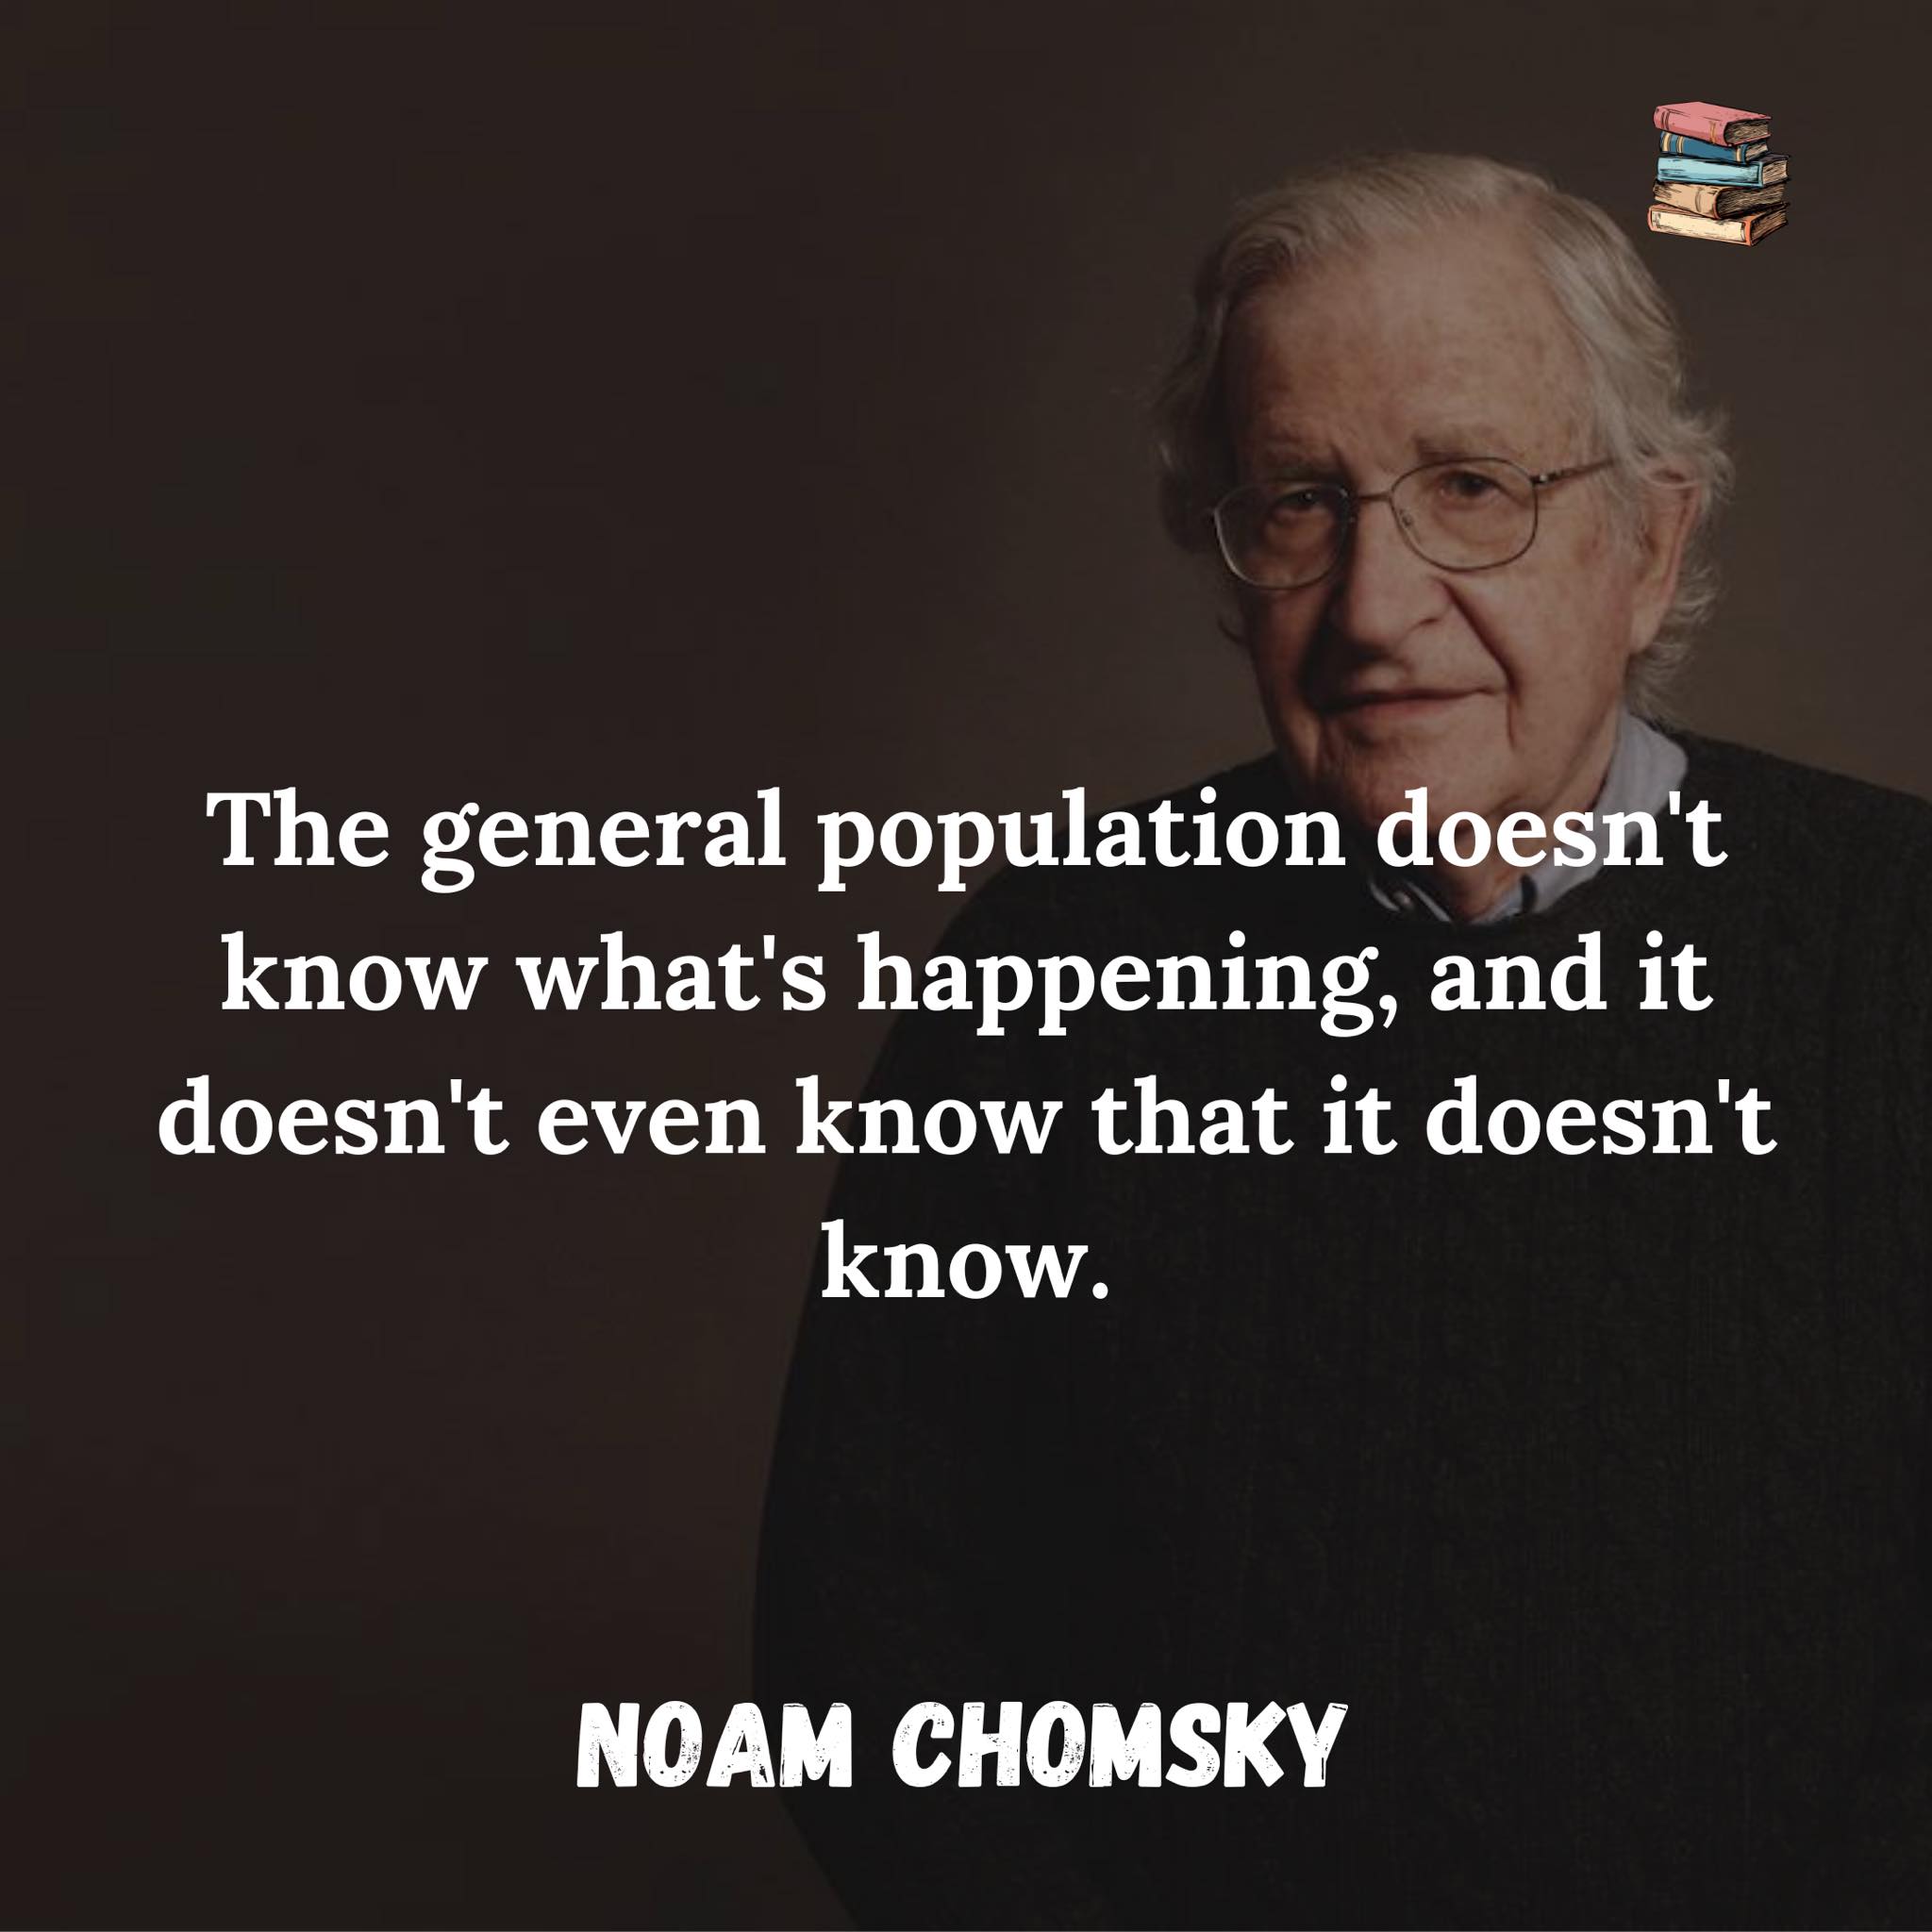 The general population doesn't
know what's happening, and it
doesn't even know that it doesn't
know.
NOAM CHOMSKY